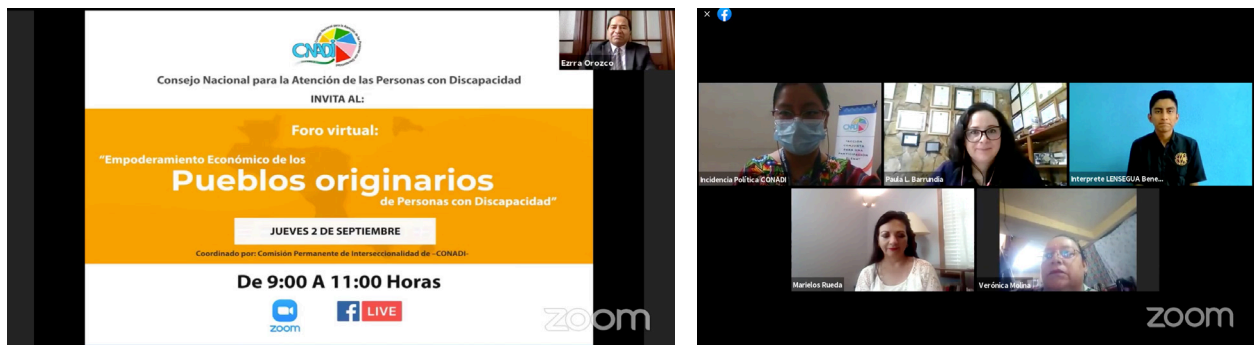 CNADI
Ezrra Orozco
Consejo Nacional para la Atención de las Personas con Discapacidad
INVITA AL:
Foro virtual:
“Empoderamiento Económico de los
Pueblos originarios
de Personas con Discapacidad”
JUEVES 2 DE SEPTIEMBRE
Coordinado por: Comisión Permanente de Interseccionalidad de –CONADI-
De 9:00 A 11:00 Horas
zoom
f LIVE
zoom
Incidencia Política CONADI
Paula L. Barrundia
Interprete LENSEGUA Bene...
Marielos Rueda
Verónica Molina
zoom